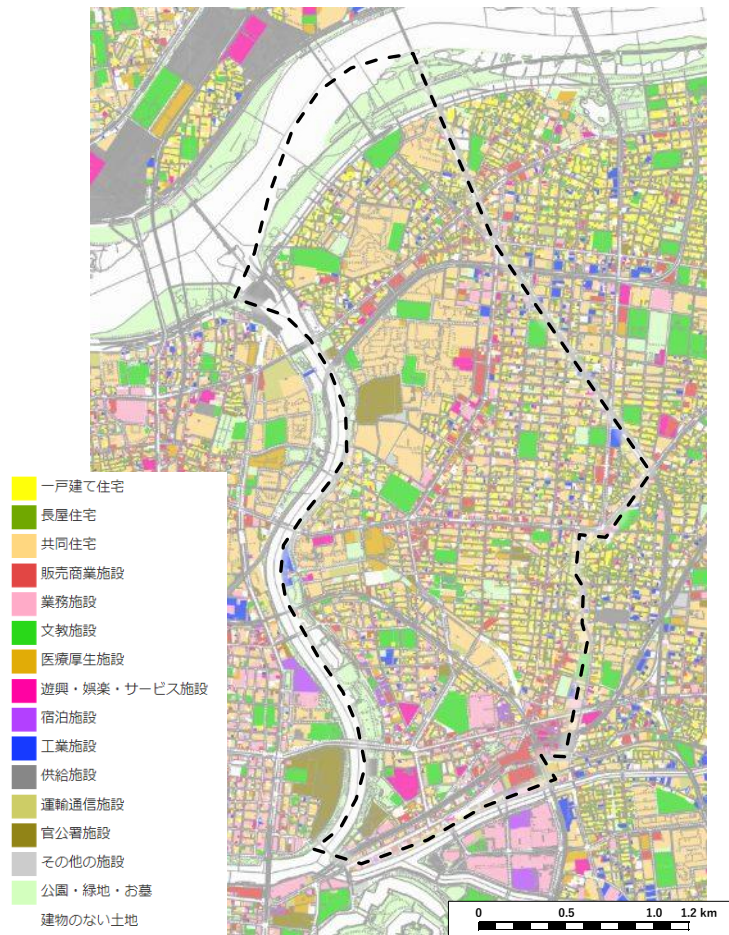 一戸建て住宅
長屋住宅
共同住宅
販売商業施設
業務施設
文教施設
医療厚生施設
遊興・娯楽・サービス施設
宿泊施設
工業施設
供給施設
運輸通信施設
官公署施設
その他の施設
公園・緑地・お墓
建物のない土地
0 0.5 1.0 1.2 km